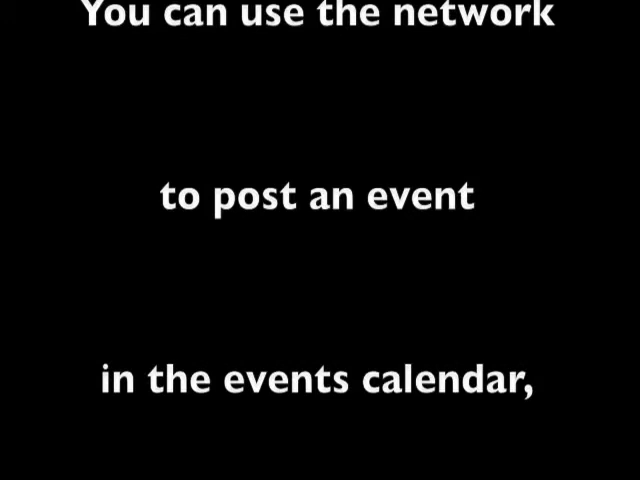 You can use the network
to post an event
in the events calendar,